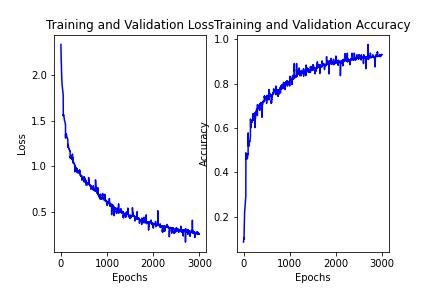 Training and Validation Loss
Loss
2.0
1.5
1.0
0.5
0
1000
2000
3000
Epochs
Training and Validation Accuracy
Accuracy
1.0
0.8
0.6
0.4
0.2
0
1000
2000
3000
Epochs